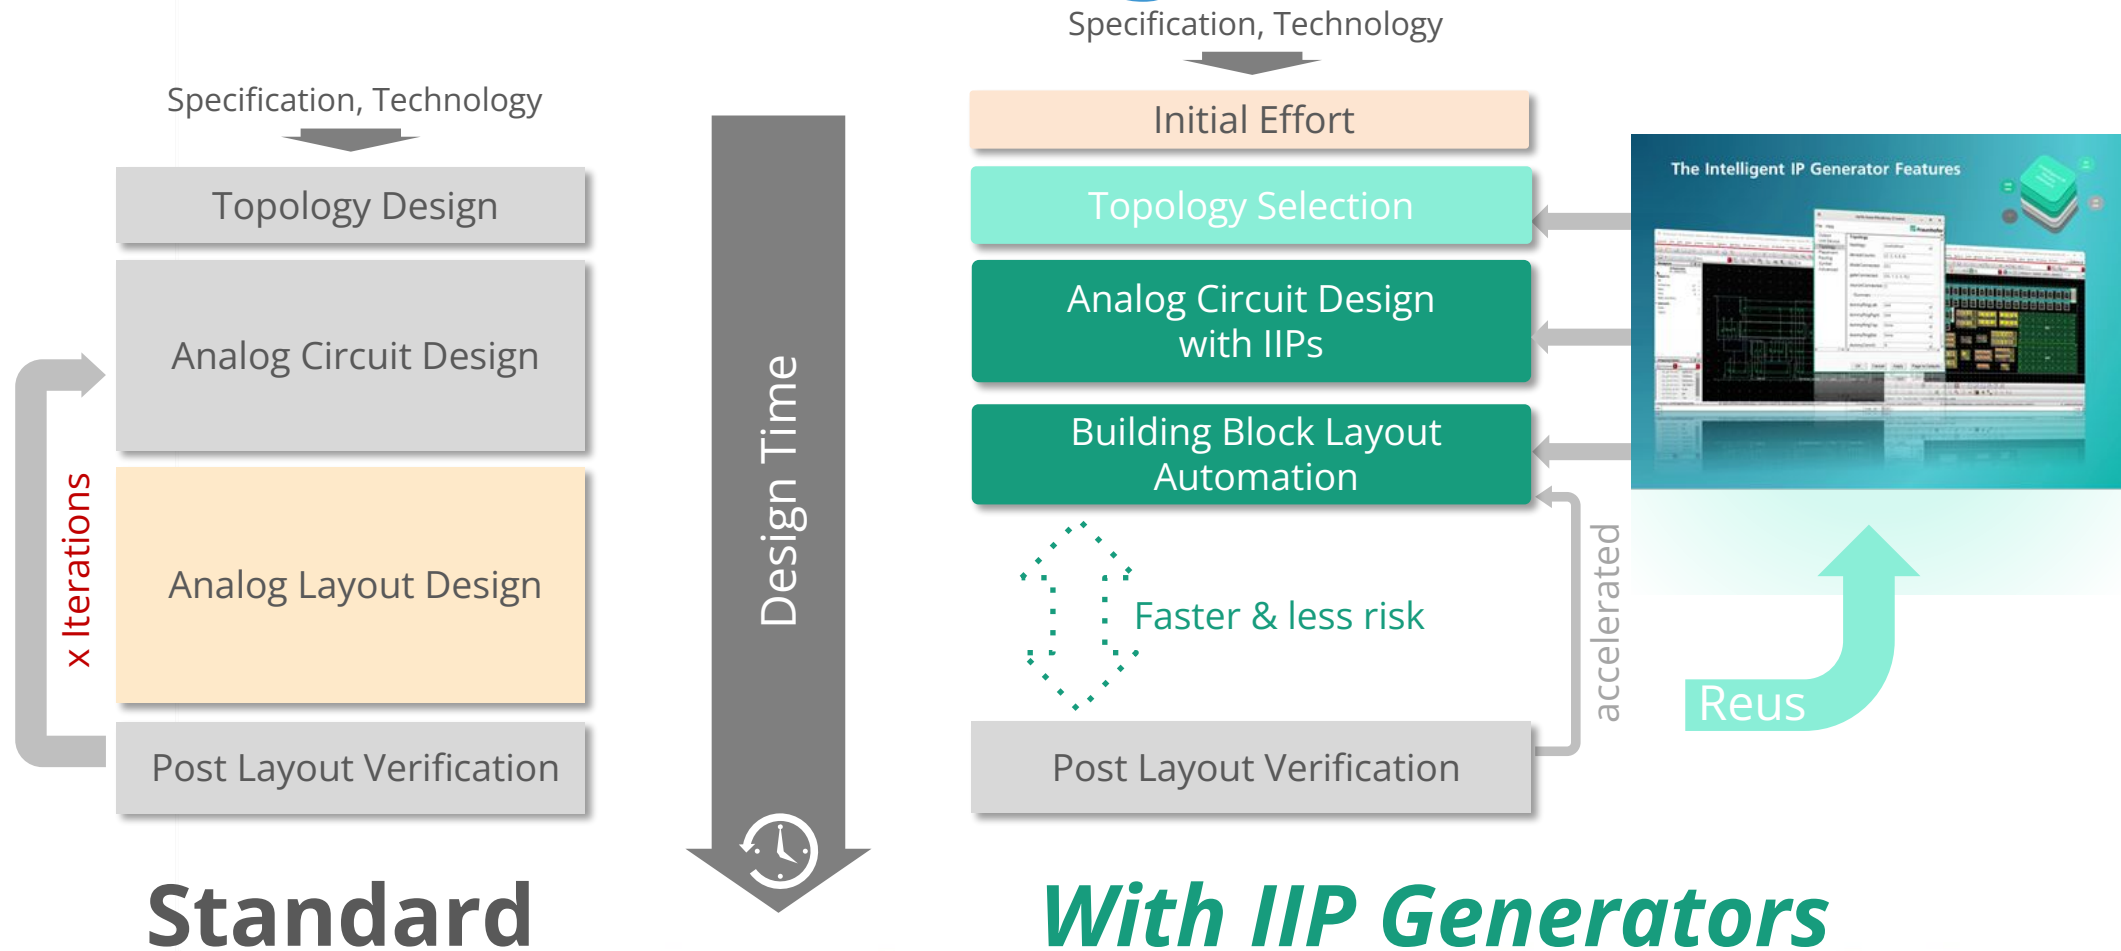 Specification, Technology
Topology Design
Analog Circuit Design
Analog Layout Design
Post Layout Verification
x Iterations
Standard
Design Time
Specification, Technology
Initial Effort
Topology Selection
Analog Circuit Design
with IIPs
Building Block Layout
Automation
Faster & less risk
Post Layout Verification
accelerated
With IIP Generators
The Intelligent IP Generator Features
Fraunhofer
Topology
Reus